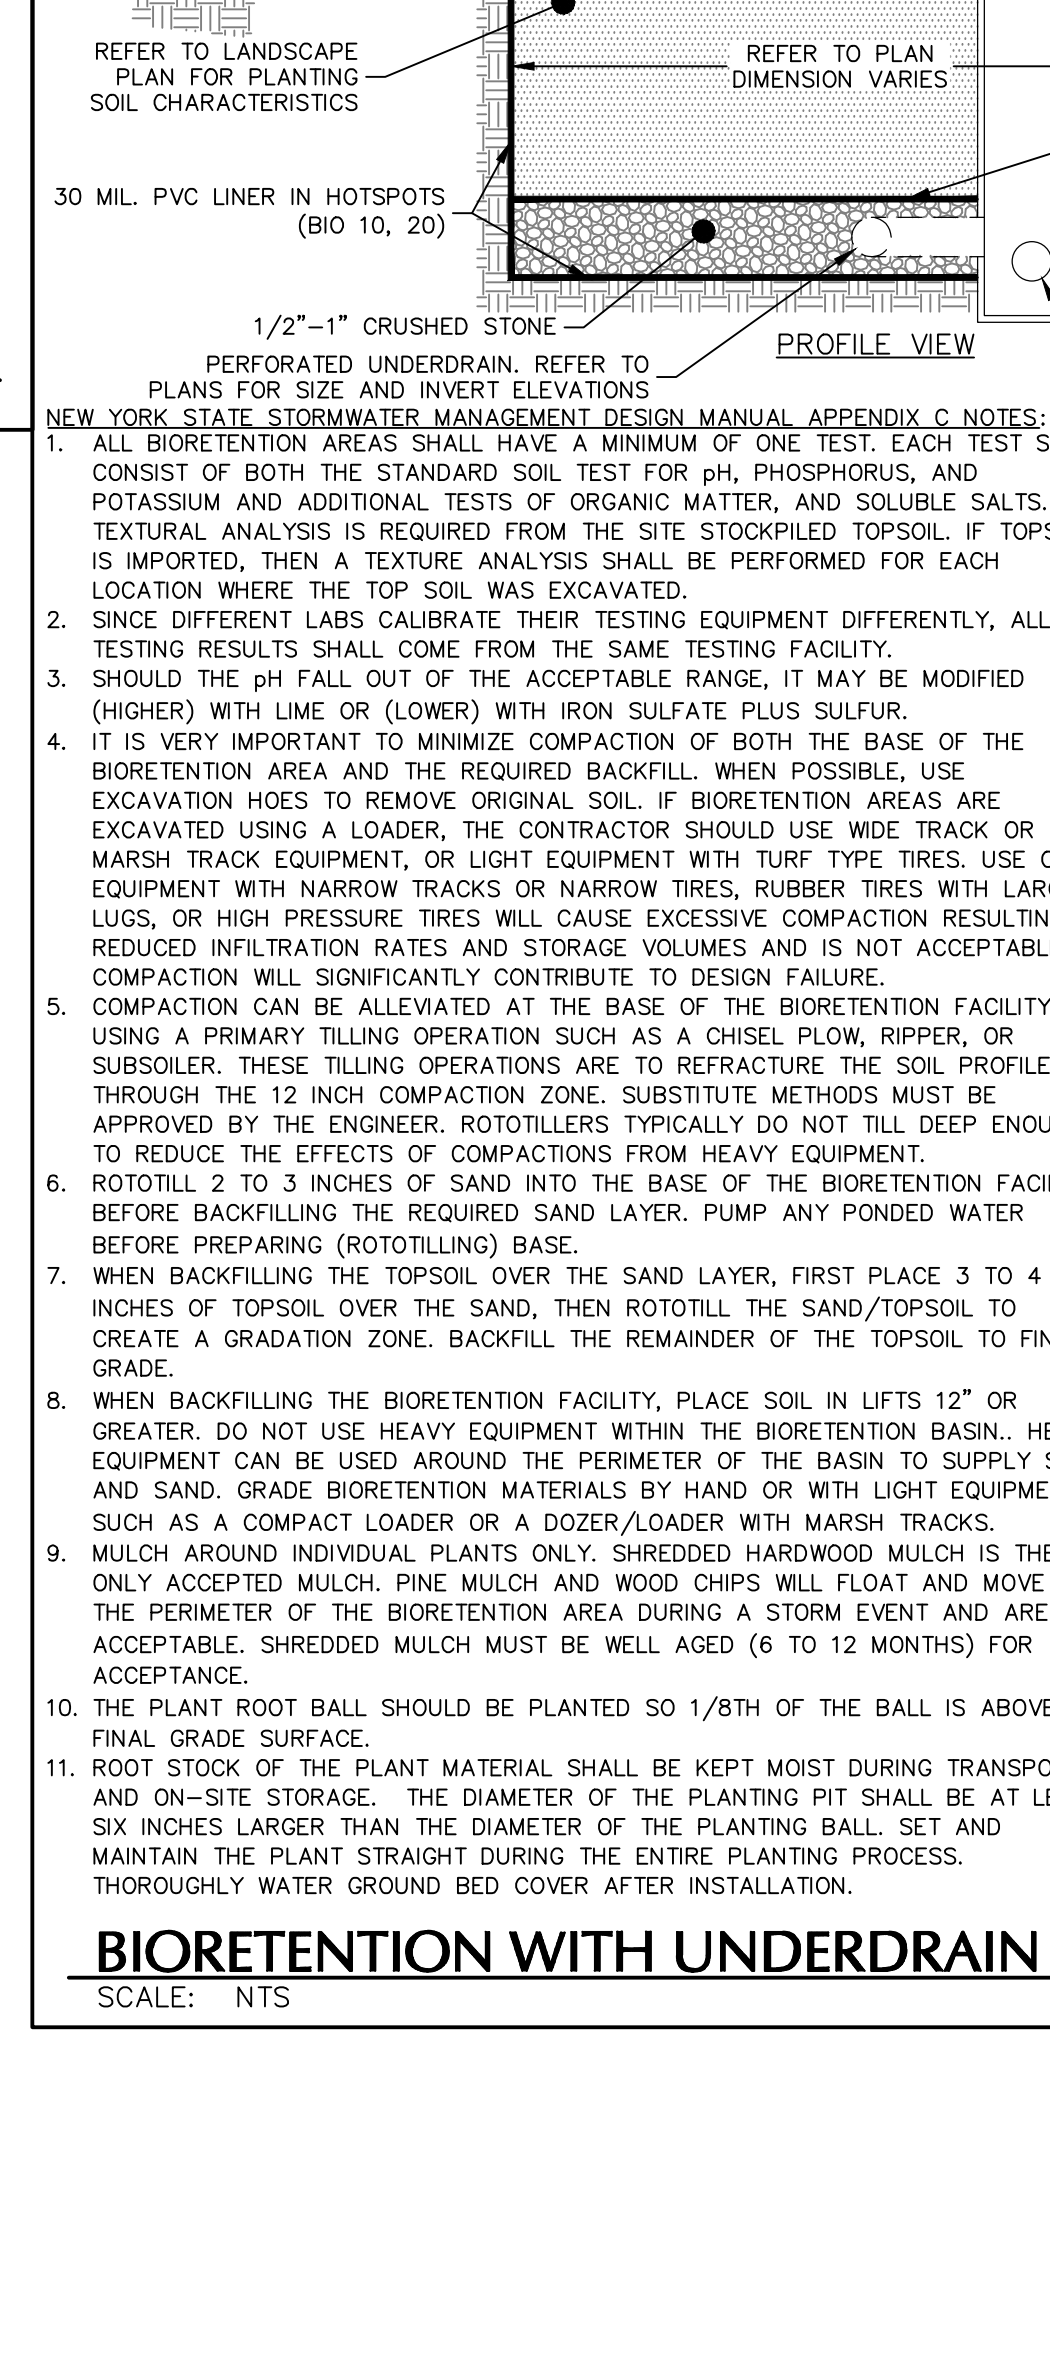 REFER TO LANDSCAPE
PLAN FOR PLANTING
SOIL CHARACTERISTICS
REFER TO PLAN
DIMENSION VARIES
30 MIL. PVC LINER IN HOTSPOTS
(BIO 10, 20)
1/2”-1” CRUSHED STONE
PROFILE VIEW
PERFORATED UNDERDRAIN. REFER TO
PLANS FOR SIZE AND INVERT ELEVATIONS
NEW YORK STATE STORMWATER MANAGEMENT DESIGN MANUAL APPENDIX C NOTES:
1. ALL BIORETENTION AREAS SHALL HAVE A MINIMUM OF ONE TEST. EACH TEST
CONSIST OF BOTH THE STANDARD SOIL TEST FOR pH, PHOSPHORUS, AND
POTASSIUM AND ADDITIONAL TESTS OF ORGANIC MATTER, AND SOLUBLE SALTS.
TEXTURAL ANALYSIS IS REQUIRED FROM THE SITE STOCKPILED TOPSOIL. IF
IS IMPORTED, THEN A TEXTURE ANALYSIS SHALL BE PERFORMED FOR EACH
LOCATION WHERE THE TOP SOIL WAS EXCAVATED.
2. SINCE DIFFERENT LABS CALIBRATE THEIR TESTING EQUIPMENT DIFFERENTLY, ALL
TESTING RESULTS SHALL COME FROM THE SAME TESTING FACILITY.
3. SHOULD THE pH FALL OUT OF THE ACCEPTABLE RANGE, IT MAY BE MODIFIED
(HIGHER) WITH LIME OR (LOWER) WITH IRON SULFATE PLUS SULFUR.
4. IT IS VERY IMPORTANT TO MINIMIZE COMPACTION OF BOTH THE BASE OF THE
BIORETENTION AREA AND THE REQUIRED BACKFILL. WHEN POSSIBLE, USE
EXCAVATION HOES TO REMOVE ORIGINAL SOIL. IF BIORETENTION AREAS ARE
EXCAVATED USING A LOADER, THE CONTRACTOR SHOULD USE WIDE TRACK OR
MARSH TRACK EQUIPMENT, OR LIGHT EQUIPMENT WITH TURF TYPE TIRES. USE
EQUIPMENT WITH NARROW TRACKS OR NARROW TIRES, RUBBER TIRES WITH
LUGS, OR HIGH PRESSURE TIRES WILL CAUSE EXCESSIVE COMPACTION
REDUCED INFILTRATION RATES AND STORAGE VOLUMES AND IS NOT
COMPACTION WILL SIGNIFICANTLY CONTRIBUTE TO DESIGN FAILURE.
5. COMPACTION CAN BE ALLEVIATED AT THE BASE OF THE BIORETENTION FACILITY
USING A PRIMARY TILLING OPERATION SUCH AS A CHISEL PLOW, RIPPER, OR
SUBSOILER. THESE TILLING OPERATIONS ARE TO REFRACTURE THE SOIL PROFILE
THROUGH THE 12 INCH COMPACTION ZONE. SUBSTITUTE METHODS MUST BE
APPROVED BY THE ENGINEER. ROTOTILLERS TYPICALLY DO NOT TILL DEEP
TO REDUCE THE EFFECTS OF COMPACTIONS FROM HEAVY EQUIPMENT.
6. ROTOTILL 2 TO 3 INCHES OF SAND INTO THE BASE OF THE BIORETENTION
BEFORE BACKFILLING THE REQUIRED SAND LAYER. PUMP ANY PONDED WATER
BEFORE PREPARING (ROTOTILLING) BASE.
7. WHEN BACKFILLING THE TOPSOIL OVER THE SAND LAYER, FIRST PLACE 3 TO 4
INCHES OF TOPSOIL OVER THE SAND, THEN ROTOTILL THE SAND/TOPSOIL TO
CREATE A GRADATION ZONE. BACKFILL THE REMAINDER OF THE TOPSOIL TO
GRADE.
8. WHEN BACKFILLING THE BIORETENTION FACILITY, PLACE SOIL IN LIFTS 12” OR
GREATER. DO NOT USE HEAVY EQUIPMENT WITHIN THE BIORETENTION BASIN..
EQUIPMENT CAN BE USED AROUND THE PERIMETER OF THE BASIN TO SUPPLY
AND SAND. GRADE BIORETENTION MATERIALS BY HAND OR WITH LIGHT
SUCH AS A COMPACT LOADER OR A DOZER/LOADER WITH MARSH TRACKS.
9. MULCH AROUND INDIVIDUAL PLANTS ONLY. SHREDDED HARDWOOD MULCH IS THE
ONLY ACCEPTED MULCH. PINE MULCH AND WOOD CHIPS WILL FLOAT AND MOVE
THE PERIMETER OF THE BIORETENTION AREA DURING A STORM EVENT AND ARE
ACCEPTABLE. SHREDDED MULCH MUST BE WELL AGED (6 TO 12 MONTHS) FOR
ACCEPTANCE.
10. THE PLANT ROOT BALL SHOULD BE PLANTED SO 1/8TH OF THE BALL IS ABOVE
FINAL GRADE SURFACE.
11. ROOT STOCK OF THE PLANT MATERIAL SHALL BE KEPT MOIST DURING
AND ON-SITE STORAGE. THE DIAMETER OF THE PLANTING PIT SHALL BE AT
SIX INCHES LARGER THAN THE DIAMETER OF THE PLANTING BALL. SET AND
MAINTAIN THE PLANT STRAIGHT DURING THE ENTIRE PLANTING PROCESS.
THOROUGHLY WATER GROUND BED COVER AFTER INSTALLATION.
BIORETENTION WITH UNDERDRAIN
SCALE: NTS